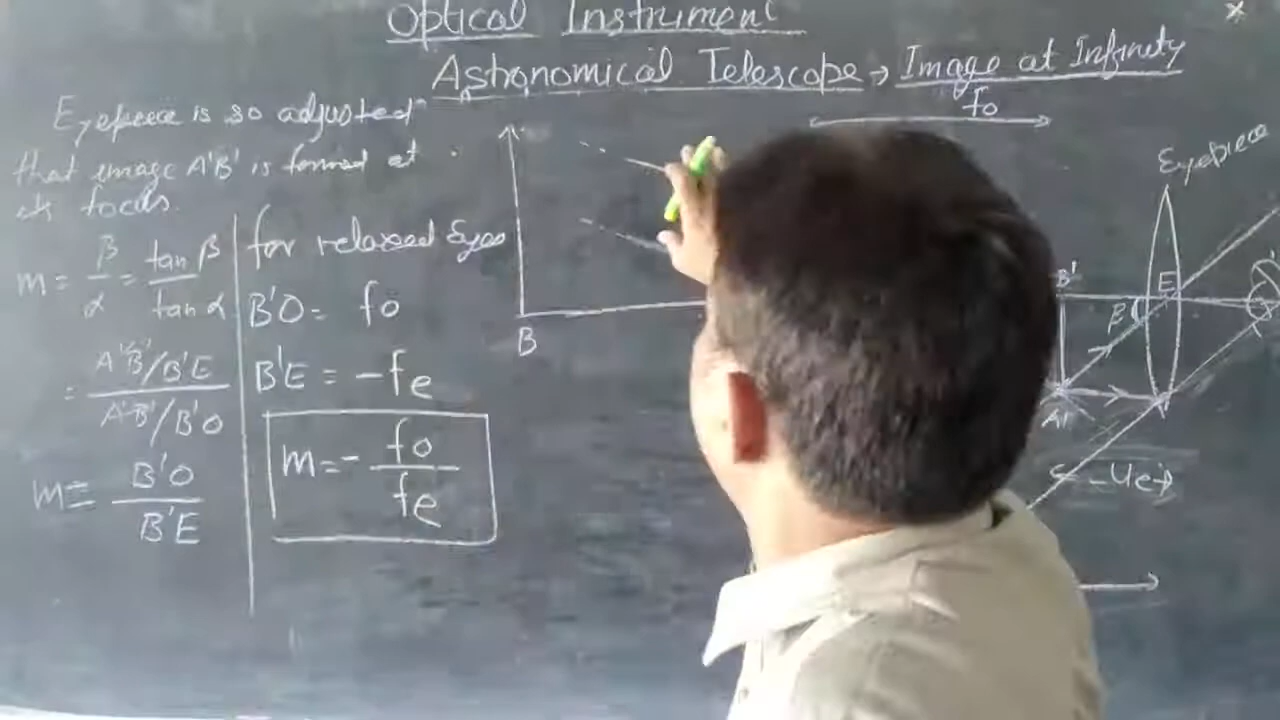 Optical Instrument
Astronomical Telescope → Image at Infinity
Eyepiece is so adjusted
that image A'B' is formed at
its focus.
m = β/α = tan β/tan α
= A'B'/B'E / A'B'/B'O
m = B'O/B'E
for relaxed Eyes
B'O = fo
B'E = -fe
m = - fo/fe
fo
Eyepiece
B
B'
E
β
A'
-ue